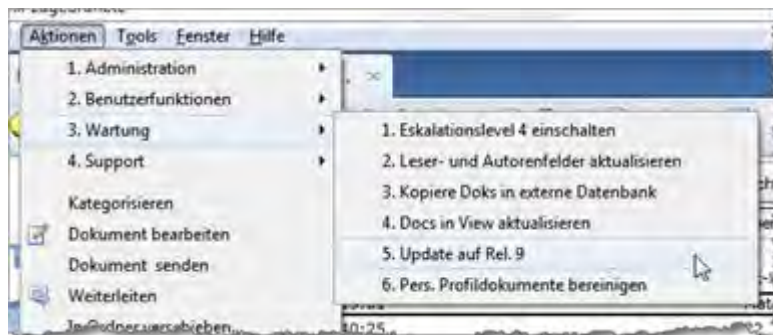 Aktionen Tools Fenster Hilfe
1. Administration
2. Benutzerfunktionen
3. Wartung
4. Support
Kategorisieren
Dokument bearbeiten
Dokument senden
Weiterleiten
1. Eskalationslevel 4 einschalten
2. Leser- und Autorenfelder aktualisieren
3. Kopiere Doks in externe Datenbank
4. Docs in View aktualisieren
5. Update auf Rel. 9
6. Pers. Profildokumente bereinigen